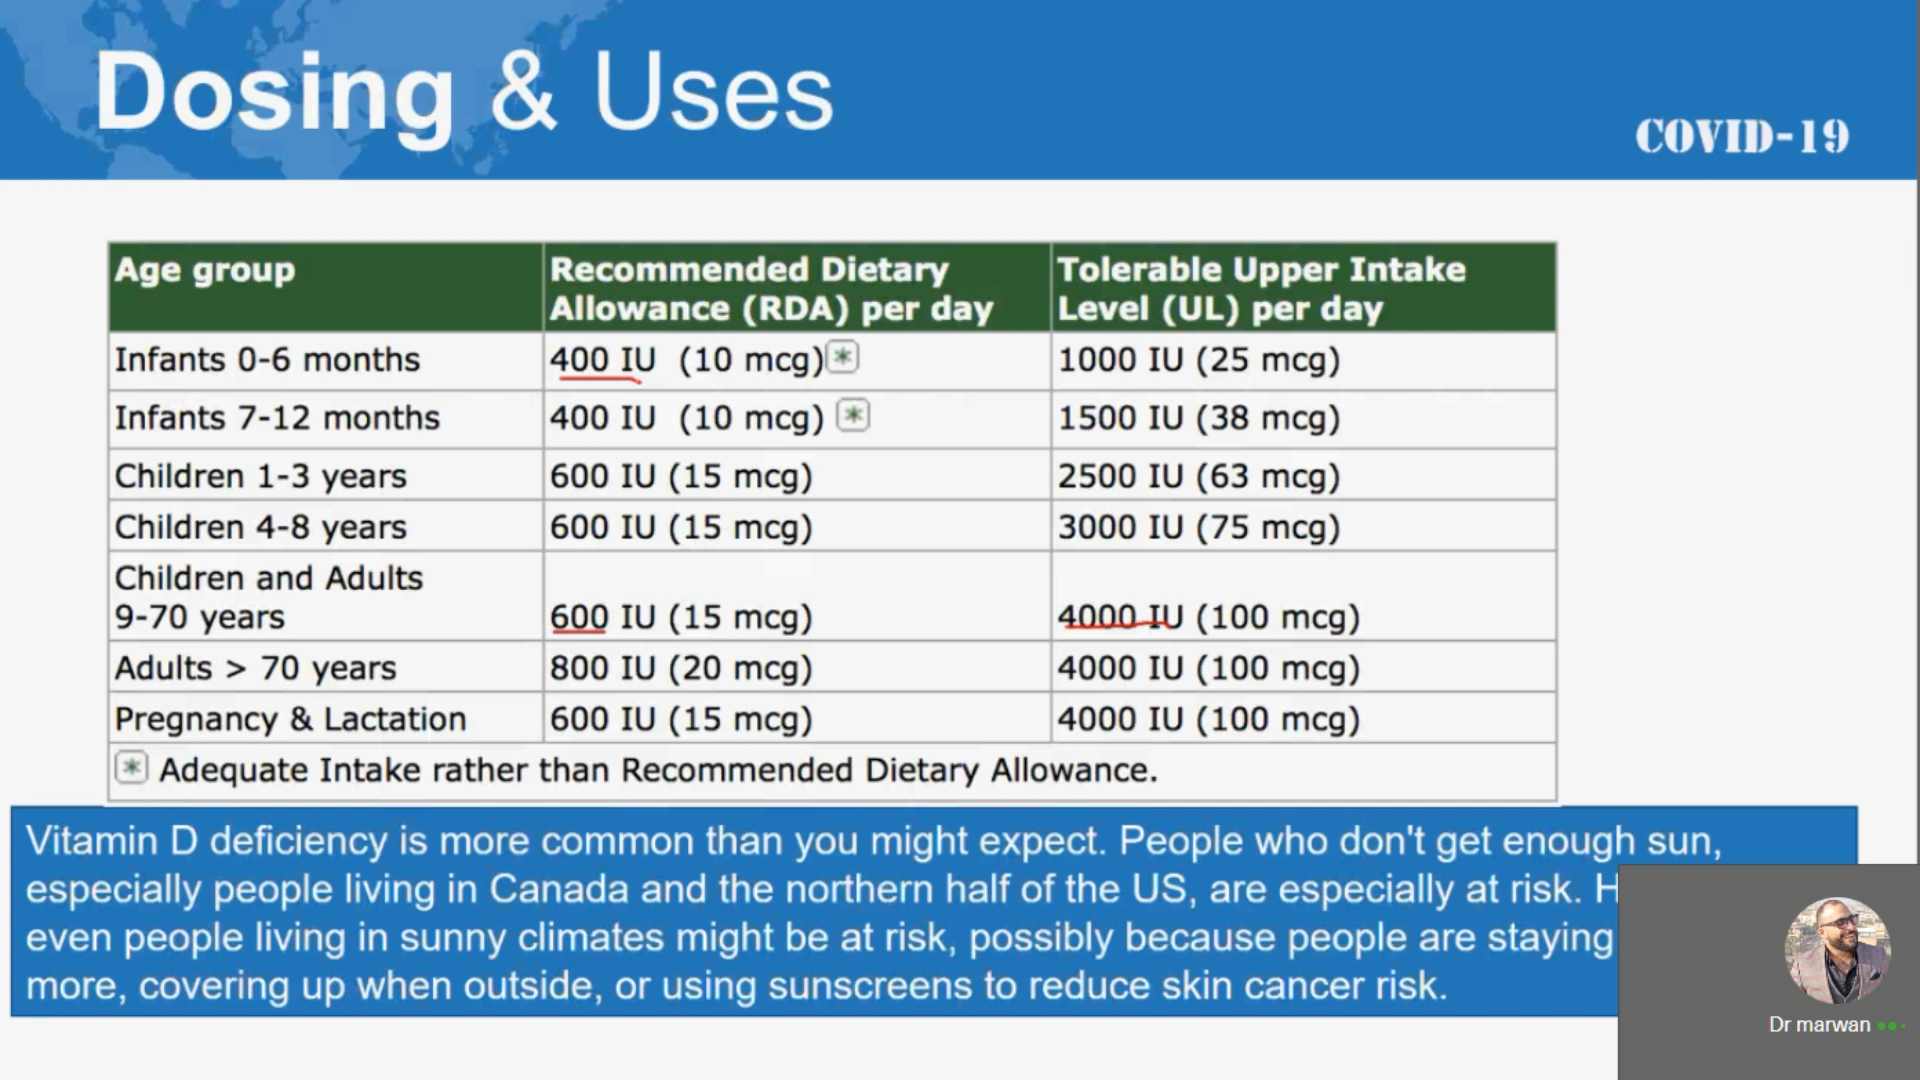 Dosing & Uses
COVID-19
Age group
Recommended Dietary Allowance (RDA) per day
Tolerable Upper Intake Level (UL) per day
Infants 0-6 months 400 IU (10 mcg)* 1000 IU (25 mcg)
Infants 7-12 months 400 IU (10 mcg) * 1500 IU (38 mcg)
Children 1-3 years 600 IU (15 mcg) 2500 IU (63 mcg)
Children 4-8 years 600 IU (15 mcg) 3000 IU (75 mcg)
Children and Adults
9-70 years 600 IU (15 mcg) 4000 IU (100 mcg)
Adults > 70 years 800 IU (20 mcg) 4000 IU (100 mcg)
Pregnancy & Lactation 600 IU (15 mcg) 4000 IU (100 mcg)
* Adequate Intake rather than Recommended Dietary Allowance.
Vitamin D deficiency is more common than you might expect. People who don't get enough sun,
especially people living in Canada and the northern half of the US, are especially at risk. H
even people living in sunny climates might be at risk, possibly because people are staying
more, covering up when outside, or using sunscreens to reduce skin cancer risk.
Dr marwan